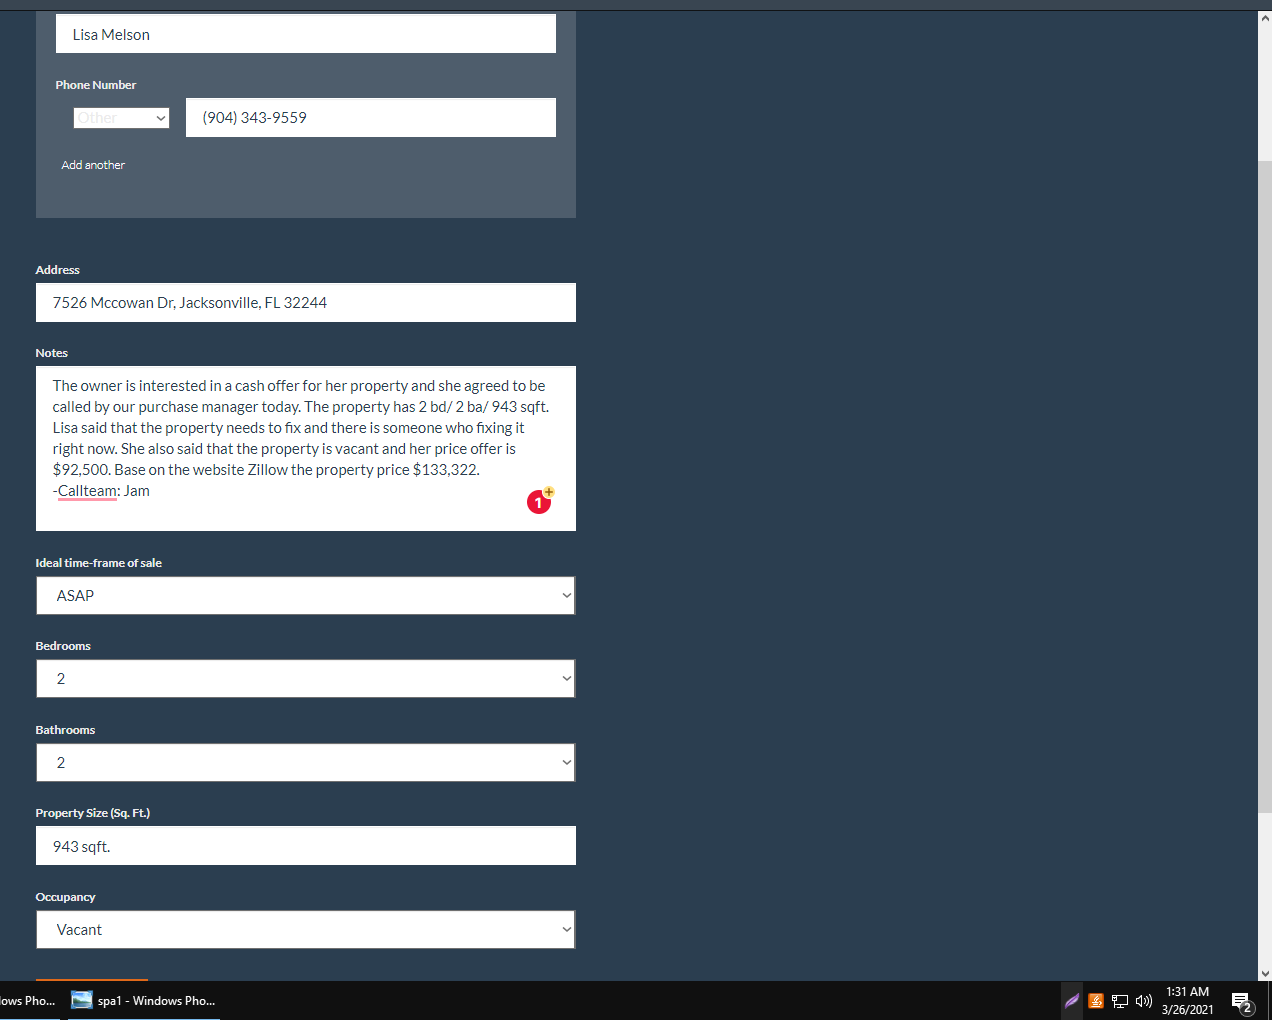 Lisa Melson
Phone Number
Other
(904) 343-9559
Add another
Address
7526 Mccowan Dr, Jacksonville, FL 32244
Notes
The owner is interested in a cash offer for her property and she agreed to be
called by our purchase manager today. The property has 2 bd/ 2 ba/ 943 sqft.
Lisa said that the property needs to fix and there is someone who fixing it
right now. She also said that the property is vacant and her price offer is
$92,500. Base on the website Zillow the property price $133,322.
-Callteam: Jam
1
Ideal time-frame of sale
ASAP
Bedrooms
2
Bathrooms
2
Property Size (Sq. Ft.)
943 sqft.
Occupancy
Vacant
lows Pho...
spa1 - Windows Pho...
1:31 AM
3/26/2021
2